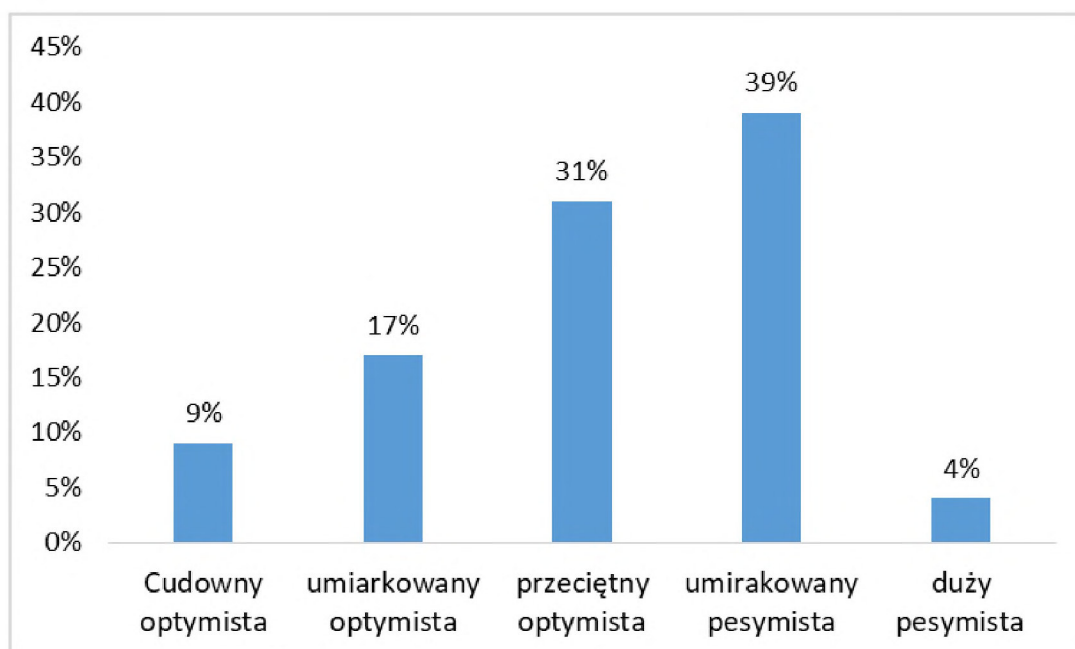 45%
40%
35%
30%
25%
20%
15%
10%
5%
0%
9%
17%
31%
39%
4%
Cudowny
optymista
umiarkowany
optymista
przeciętny
optymista
umirakowany
pesymista
duży
pesymista